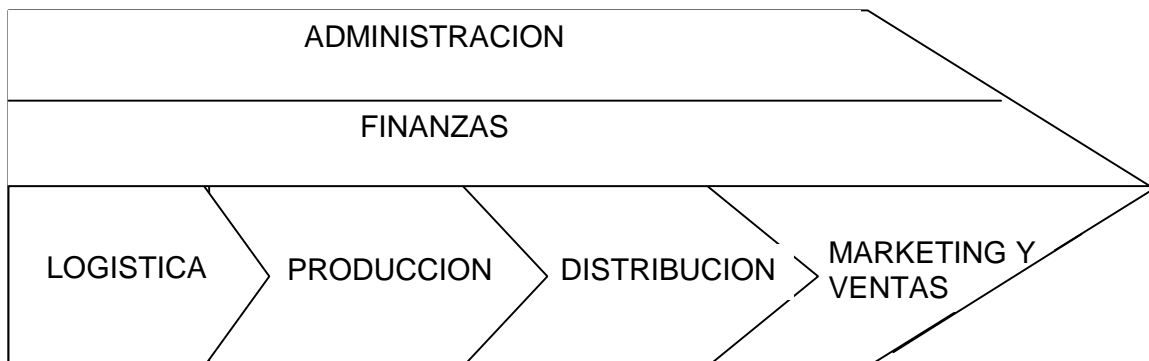 ADMINISTRACION
FINANZAS
LOGISTICA
PRODUCCION
DISTRIBUCION
MARKETING Y
VENTAS